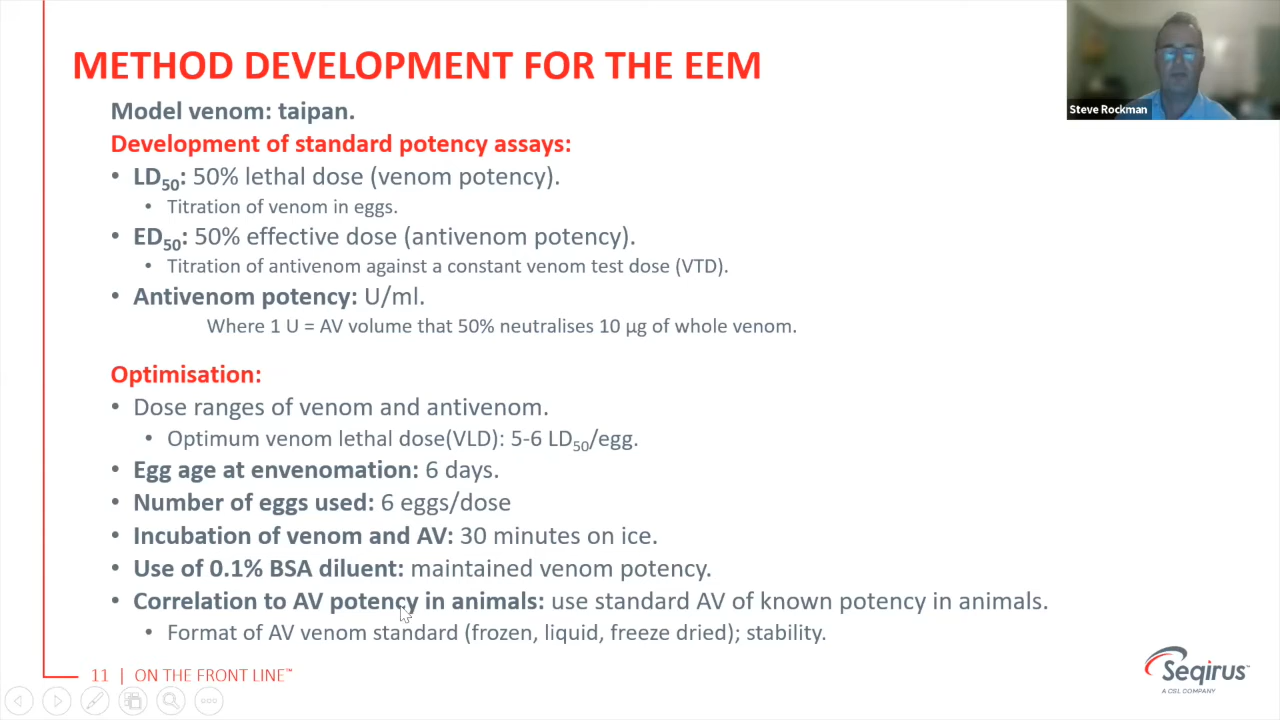 METHOD DEVELOPMENT FOR THE EEM
Steve Rockman
Model venom: taipan.
Development of standard potency assays:
• LD50: 50% lethal dose (venom potency).
• Titration of venom in eggs.
• ED50: 50% effective dose (antivenom potency).
• Titration of antivenom against a constant venom test dose (VTD).
• Antivenom potency: U/ml.
Where 1 U = AV volume that 50% neutralises 10 µg of whole venom.
Optimisation:
• Dose ranges of venom and antivenom.
• Optimum venom lethal dose(VLD): 5-6 LD50/egg.
• Egg age at envenomation: 6 days.
• Number of eggs used: 6 eggs/dose
• Incubation of venom and AV: 30 minutes on ice.
• Use of 0.1% BSA diluent: maintained venom potency.
• Correlation to AV potency in animals: use standard AV of known potency in animals.
• Format of AV venom standard (frozen, liquid, freeze dried); stability.
11 | ON THE FRONT LINE™
Seqirus™
A CSL COMPANY